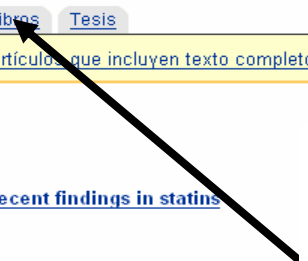 ibros Tesis
rtículos que incluyen texto completo
ecent findings in statins